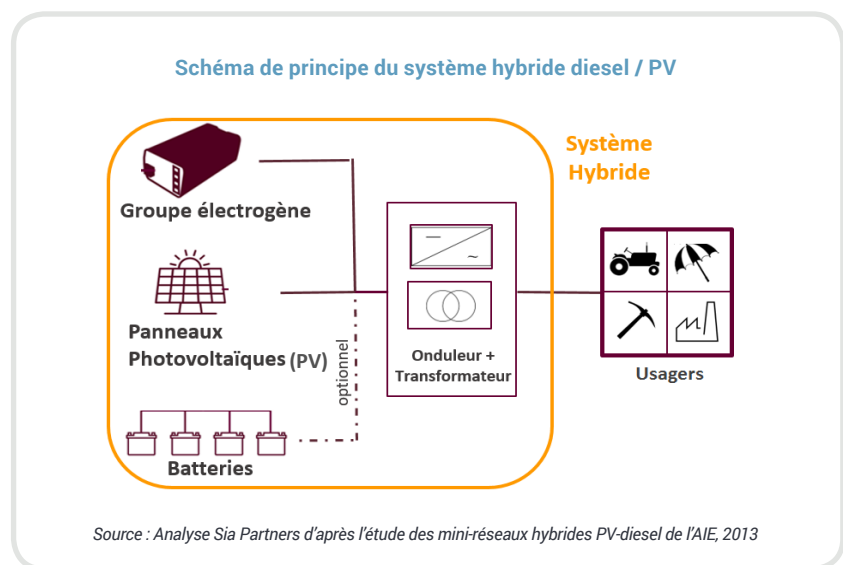 Schéma de principe du système hybride diesel / PV
Système
Hybride
Groupe électrogène
Panneaux
Photovoltaïques (PV)
optionnel
Onduleur +
Transformateur
Usagers
Batteries
Source : Analyse Sia Partners d’après l’étude des mini-réseaux hybrides PV-diesel de l’AIE, 2013